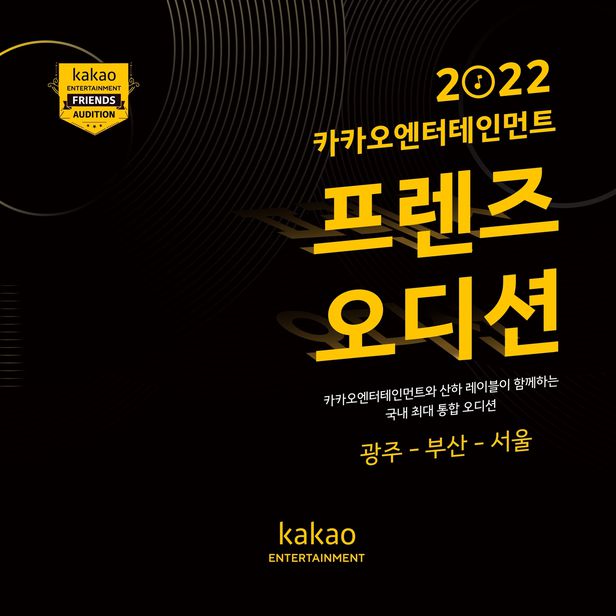 kakao
ENTERTAINMENT
FRIENDS
AUDITION
2022
카카오엔터테인먼트
프렌즈
오디션
카카오엔터테인먼트와 산하 레이블이 함께하는
국내 최대 통합 오디션
광주 - 부산 - 서울
kakao
ENTERTAINMENT